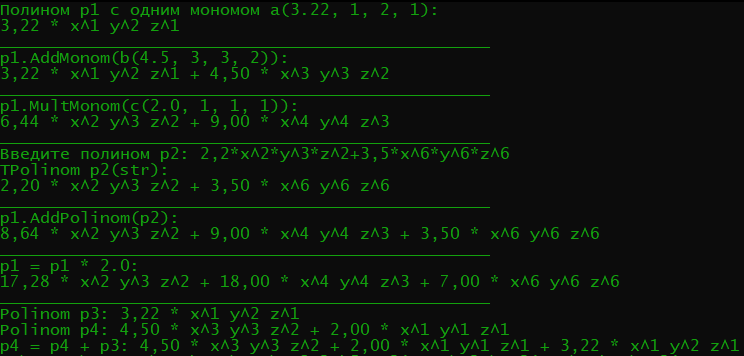 Полином p1 с одним мономом a(3.22, 1, 2, 1):
3,22 * x^1 y^2 z^1
p1.AddMonom(b(4.5, 3, 3, 2)):
3,22 * x^1 y^2 z^1 + 4,50 * x^3 y^3 z^2
p1.MultMonom(c(2.0, 1, 1, 1)):
6,44 * x^2 y^3 z^2 + 9,00 * x^4 y^4 z^3
Введите полином p2: 2,2*x^2*y^3*z^2+3,5*x^6*y^6*z^6
TPolinom p2(str):
2,20 * x^2 y^3 z^2 + 3,50 * x^6 y^6 z^6
p1.AddPolinom(p2):
8,64 * x^2 y^3 z^2 + 9,00 * x^4 y^4 z^3 + 3,50 * x^6 y^6 z^6
p1 = p1 * 2.0:
17,28 * x^2 y^3 z^2 + 18,00 * x^4 y^4 z^3 + 7,00 * x^6 y^6 z^6
Polinom p3: 3,22 * x^1 y^2 z^1
Polinom p4: 4,50 * x^3 y^3 z^2 + 2,00 * x^1 y^1 z^1
p4 = p4 + p3: 4,50 * x^3 y^3 z^2 + 2,00 * x^1 y^1 z^1 + 3,22 * x^1 y^2 z^1